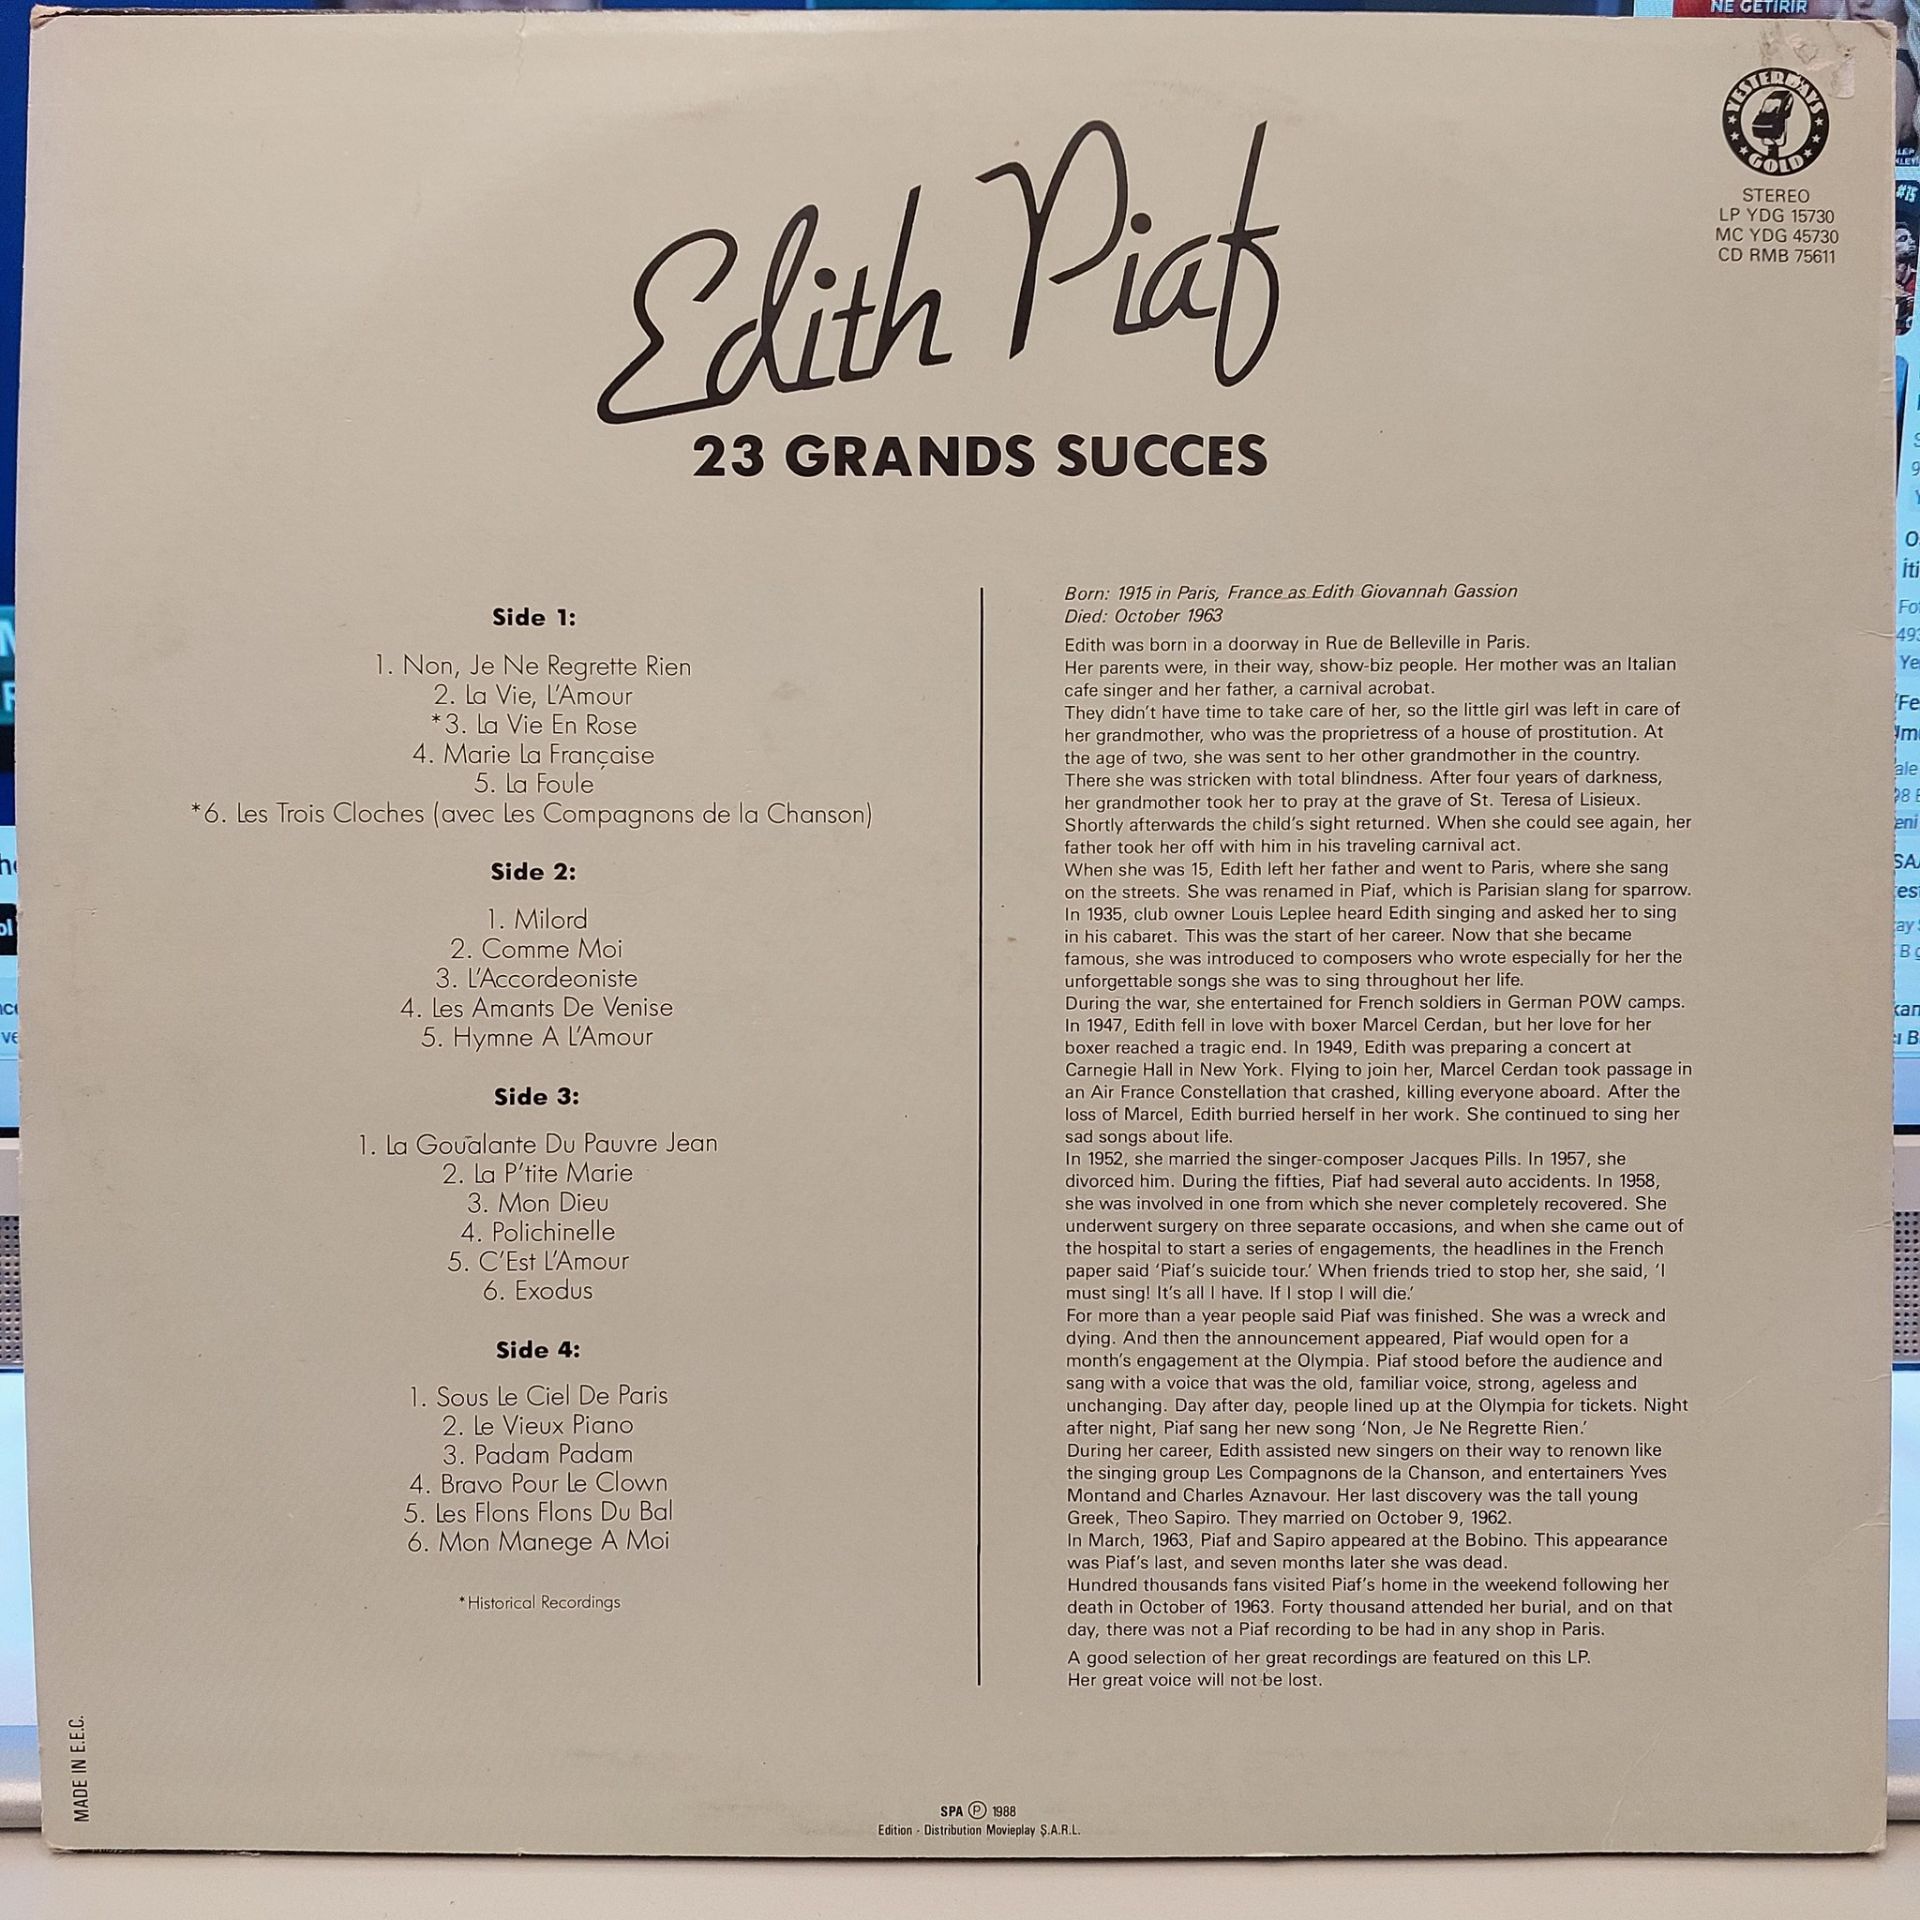 NE GETIRIR
YESTERDAYS
GOLD
STEREO
LP YDG 15730
MC YDG 45730
CD RMB 75611
Edith Piaf
23 GRANDS SUCCES
Side 1:
1. Non, Je Ne Regrette Rien
2. La Vie, L'Amour
*3. La Vie En Rose
4. Marie La Française
5. La Foule
*6. Les Trois Cloches (avec Les Compagnons de la Chanson)
Side 2:
1. Milord
2. Comme Moi
3. L'Accordeoniste
4. Les Amants De Venise
5. Hymne A L'Amour
Side 3:
1. La Goualante Du Pauvre Jean
2. La P'tite Marie
3. Mon Dieu
4. Polichinelle
5. C'Est L'Amour
6. Exodus
Side 4:
1. Sous Le Ciel De Paris
2. Le Vieux Piano
3. Padam Padam
4. Bravo Pour Le Clown
5. Les Flons Flons Du Bal
6. Mon Manege A Moi
*Historical Recordings
Born: 1915 in Paris, France as Edith Giovannah Gassion
Died: October 1963
Edith was born in a doorway in Rue de Belleville in Paris.
Her parents were, in their way, show-biz people. Her mother was an Italian
cafe singer and her father, a carnival acrobat.
They didn't have time to take care of her, so the little girl was left in care of
her grandmother, who was the proprietress of a house of prostitution. At
the age of two, she was sent to her other grandmother in the country.
There she was stricken with total blindness. After four years of darkness,
her grandmother took her to pray at the grave of St. Teresa of Lisieux.
Shortly afterwards the child's sight returned. When she could see again, her
father took her off with him in his traveling carnival act.
When she was 15, Edith left her father and went to Paris, where she sang
on the streets. She was renamed in Piaf, which is Parisian slang for sparrow.
In 1935, club owner Louis Leplee heard Edith singing and asked her to sing
in his cabaret. This was the start of her career. Now that she became
famous, she was introduced to composers who wrote especially for her the
unforgettable songs she was to sing throughout her life.
During the war, she entertained for French soldiers in German POW camps.
In 1947, Edith fell in love with boxer Marcel Cerdan, but her love for her
boxer reached a tragic end. In 1949, Edith was preparing a concert at
Carnegie Hall in New York. Flying to join her, Marcel Cerdan took passage in
an Air France Constellation that crashed, killing everyone aboard. After the
loss of Marcel, Edith burried herself in her work. She continued to sing her
sad songs about life.
In 1952, she married the singer-composer Jacques Pills. In 1957, she
divorced him. During the fifties, Piaf had several auto accidents. In 1958,
she was involved in one from which she never completely recovered. She
underwent surgery on three separate occasions, and when she came out of
the hospital to start a series of engagements, the headlines in the French
paper said 'Piaf's suicide tour.' When friends tried to stop her, she said, 'I
must sing! It's all I have. If I stop I will die.'
For more than a year people said Piaf was finished. She was a wreck and
dying. And then the announcement appeared, Piaf would open for a
month's engagement at the Olympia. Piaf stood before the audience and
sang with a voice that was the old, familiar voice, strong, ageless and
unchanging. Day after day, people lined up at the Olympia for tickets. Night
after night, Piaf sang her new song 'Non, Je Ne Regrette Rien.'
During her career, Edith assisted new singers on their way to renown like
the singing group Les Compagnons de la Chanson, and entertainers Yves
Montand and Charles Aznavour. Her last discovery was the tall young
Greek, Theo Sapiro. They married on October 9, 1962.
In March, 1963, Piaf and Sapiro appeared at the Bobino. This appearance
was Piaf's last, and seven months later she was dead.
Hundred thousands fans visited Piaf's home in the weekend following her
death in October of 1963. Forty thousand attended her burial, and on that
day, there was not a Piaf recording to be had in any shop in Paris.
A good selection of her great recordings are featured on this LP.
Her great voice will not be lost.
MADE IN E.E.C.
SPA Ⓟ 1988
Edition - Distribution Movieplay S.A.R.L.